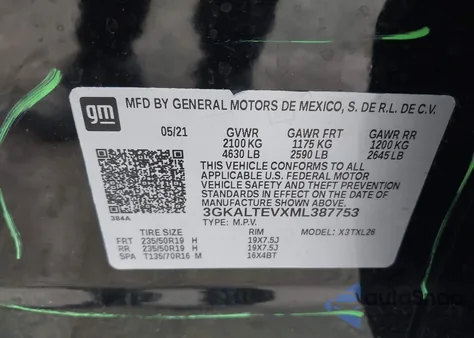 gm
MFD BY GENERAL MOTORS DE MEXICO, S. DE R.L. DE C.V.
05/21 GVWR GAWR FRT GAWR RR
2100 KG 1175 KG 1200 KG
4630 LB 2590 LB 2645 LB
THIS VEHICLE CONFORMS TO ALL
APPLICABLE U.S. FEDERAL MOTOR
VEHICLE SAFETY AND THEFT PREVENTION
STANDARDS IN EFFECT ON THE DATE OF
MANUFACTURE SHOWN ABOVE.
3GKALTEVXML387753
384A TYPE: M.P.V. MODEL: X3TXL26
TIRE SIZE RIM
FRT 235/50R19 H 19X7.5J
RR 235/50R19 H 19X7.5J
SPA T135/70R16 M 16X4BT